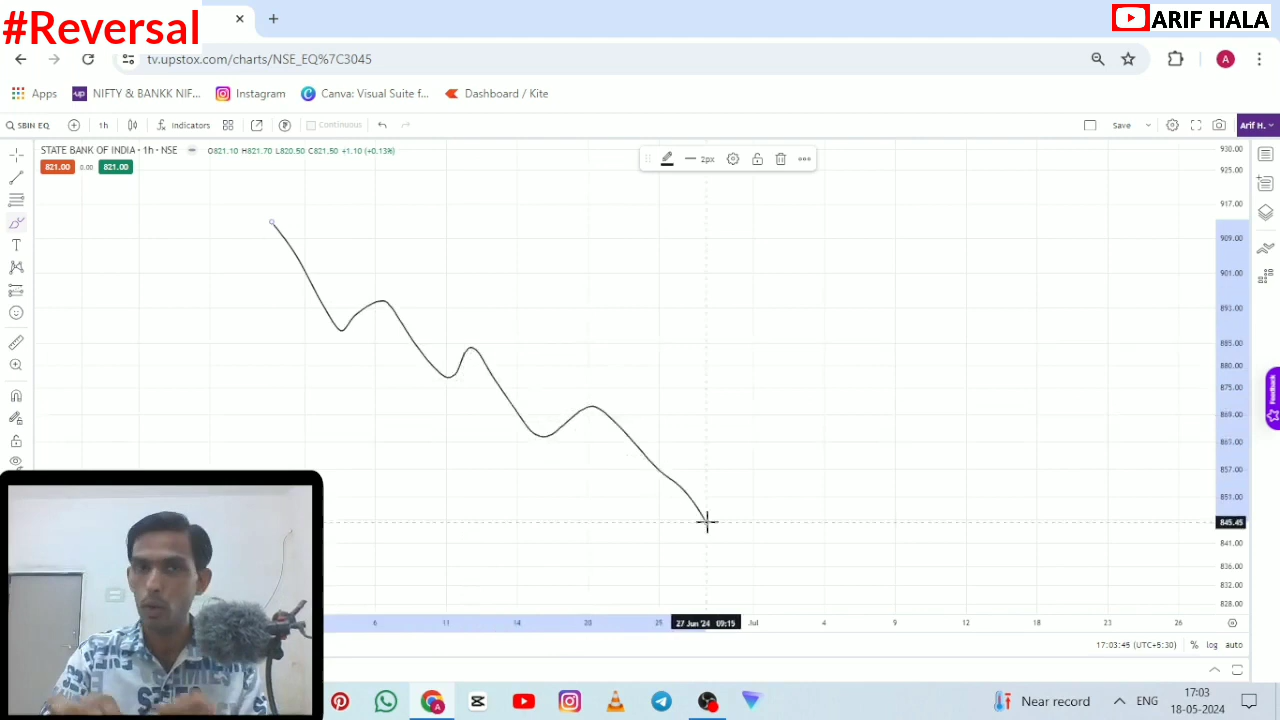 #Reversal
ARIF HALA
tv.upstox.com/charts/NSE_EQ%7C3045
A
Apps
NIFTY & BANKK NIF...
Instagram
Canva: Visual Suite f...
Dashboard / Kite
SBIN EQ
1h
Indicators
Continuous
Save
Arif H.
STATE BANK OF INDIA - 1h - NSE
O821.10 H821.70 L820.50 C821.50 +1.10 (+0.13%)
821.00
0.00
821.00
2px
930.00
925.00
917.00
909.00
901.00
893.00
885.00
880.00
875.00
869.00
863.00
857.00
851.00
845.45
841.00
836.00
832.00
828.00
Feedback
6
11
20
25
27 Jun '24 09:15
Jul
4
9
12
18
23
26
17:03:45 (UTC+5:30)
%
log
auto
Near record
ENG
17:03
18-05-2024